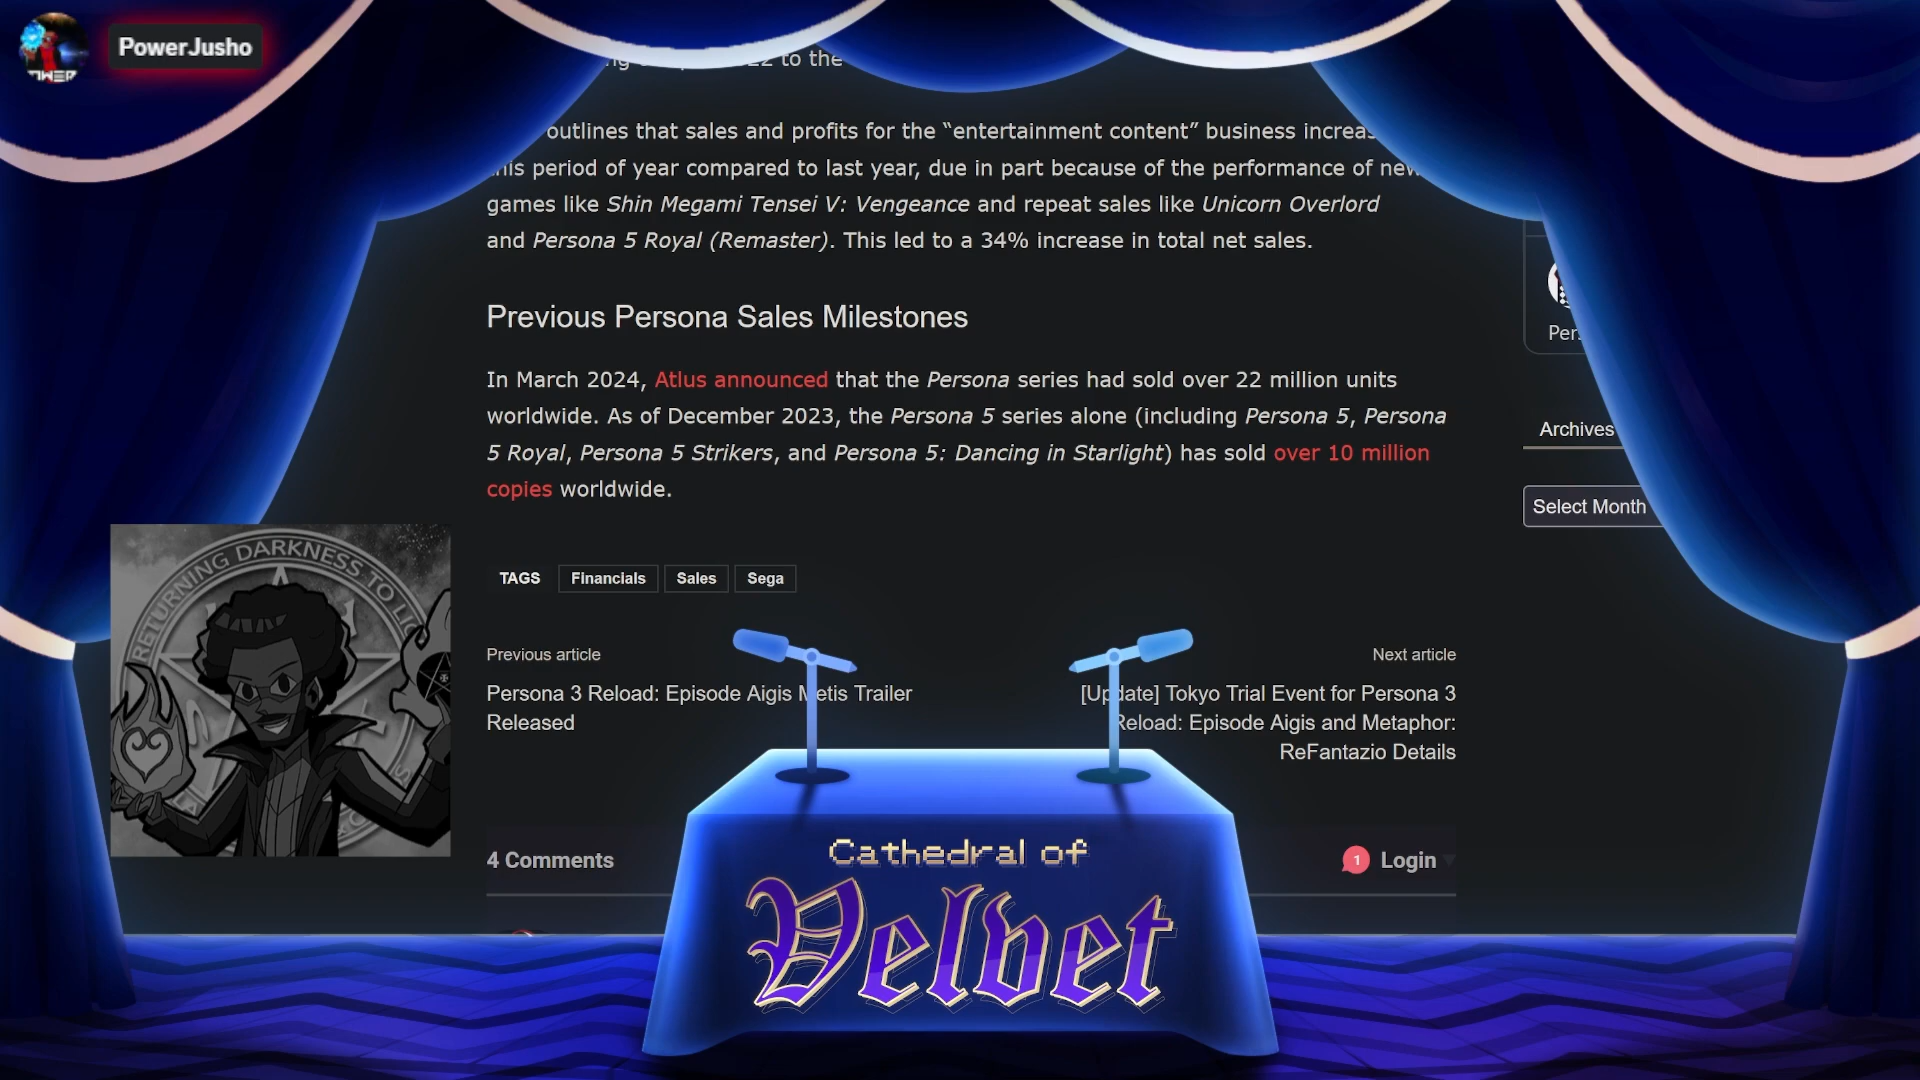 PowerJusho
to the
outlines that sales and profits for the “entertainment content” business
this period of year compared to last year, due in part because of the performance of new
games like Shin Megami Tensei V: Vengeance and repeat sales like Unicorn Overlord
and Persona 5 Royal (Remaster). This led to a 34% increase in total net sales.
Previous Persona Sales Milestones
In March 2024, Atlus announced that the Persona series had sold over 22 million units
worldwide. As of December 2023, the Persona 5 series alone (including Persona 5, Persona
5 Royal, Persona 5 Strikers, and Persona 5: Dancing in Starlight) has sold over 10 million
copies worldwide.
Archives
Select Month
RETURNING DARKNESS TO
TAGS Financials Sales Sega
Previous article
Persona 3 Reload: Episode Aigis Metis Trailer
Released
Next article
[Update] Tokyo Trial Event for Persona 3
Reload: Episode Aigis and Metaphor:
ReFantazio Details
4 Comments
1 Login
Cathedral of
Velvet